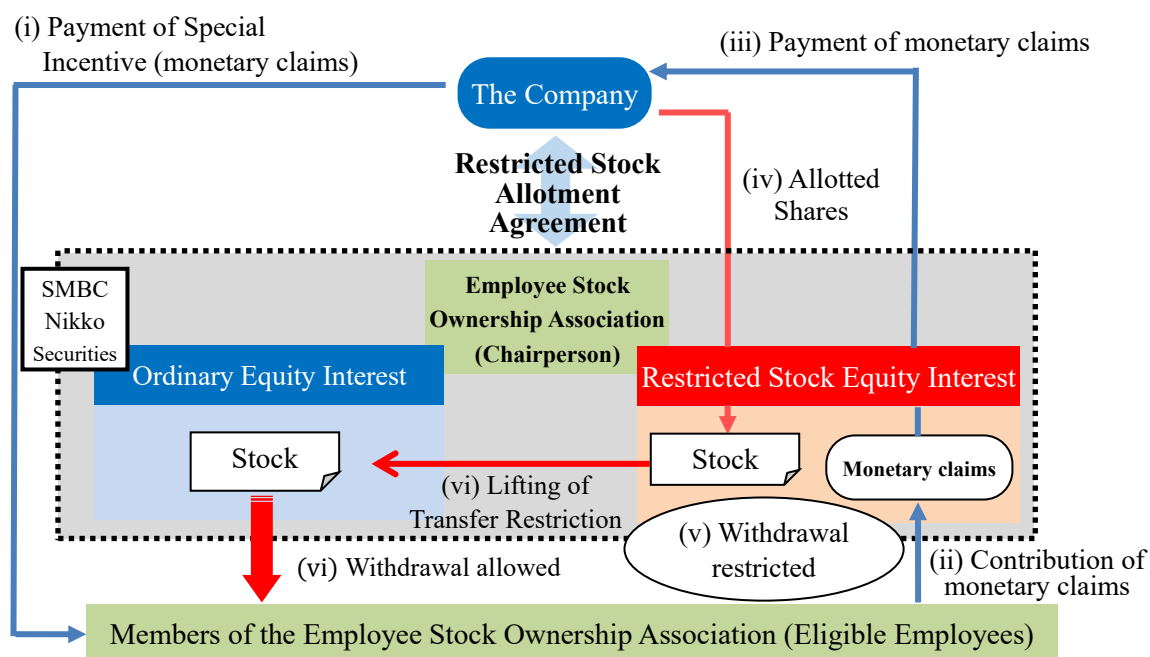 (i) Payment of Special
Incentive (monetary claims)
(iii) Payment of monetary claims
The Company
Restricted Stock
Allotment
Agreement
(iv) Allotted
Shares
SMBC
Nikko
Securities
Employee Stock
Ownership Association
(Chairperson)
Ordinary Equity Interest
Restricted Stock Equity Interest
Stock
Stock
Monetary claims
(vi) Lifting of
Transfer Restriction
(v) Withdrawal
restricted
(vi) Withdrawal allowed
(ii) Contribution of
monetary claims
Members of the Employee Stock Ownership Association (Eligible Employees)